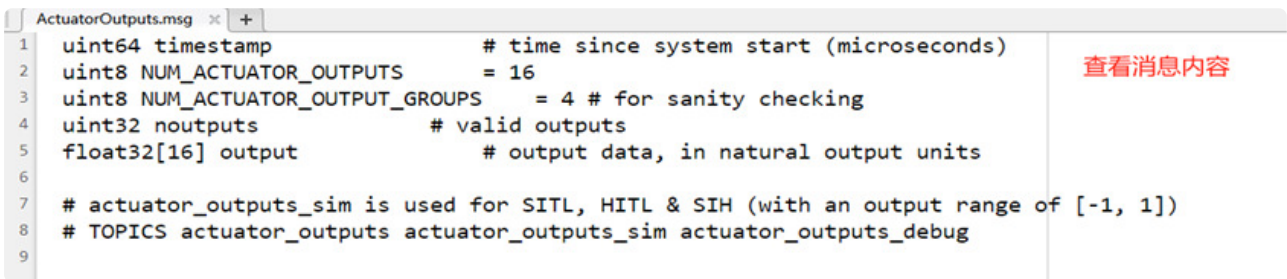 ActuatorOutputs.msg × +
1 uint64 timestamp # time since system start (microseconds)
2 uint8 NUM_ACTUATOR_OUTPUTS = 16
3 uint8 NUM_ACTUATOR_OUTPUT_GROUPS = 4 # for sanity checking
4 uint32 noutputs # valid outputs
5 float32[16] output # output data, in natural output units
6
7 # actuator_outputs_sim is used for SITL, HITL & SIH (with an output range of [-1, 1])
8 # TOPICS actuator_outputs actuator_outputs_sim actuator_outputs_debug
9
查看消息内容